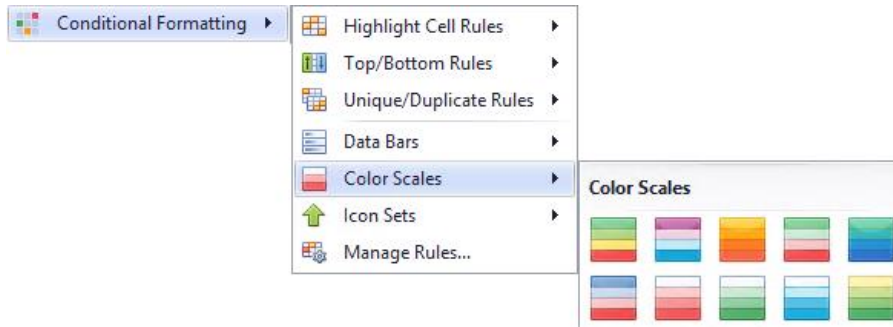 Conditional Formatting
Highlight Cell Rules
Top/Bottom Rules
Unique/Duplicate Rules
Data Bars
Color Scales
Icon Sets
Manage Rules...
Color Scales